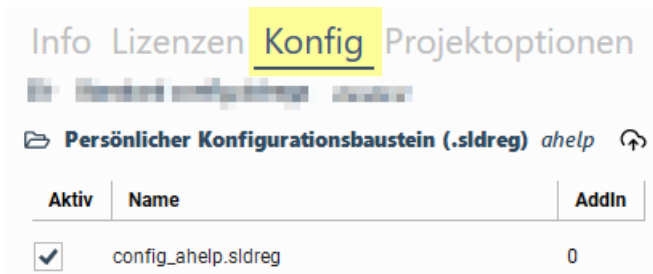 Info Lizenzen Konfig Projektoptionen
Persönlicher Konfigurationsbaustein (.sldreg) ahelp
Aktiv Name AddIn
config_ahelp.sldreg 0